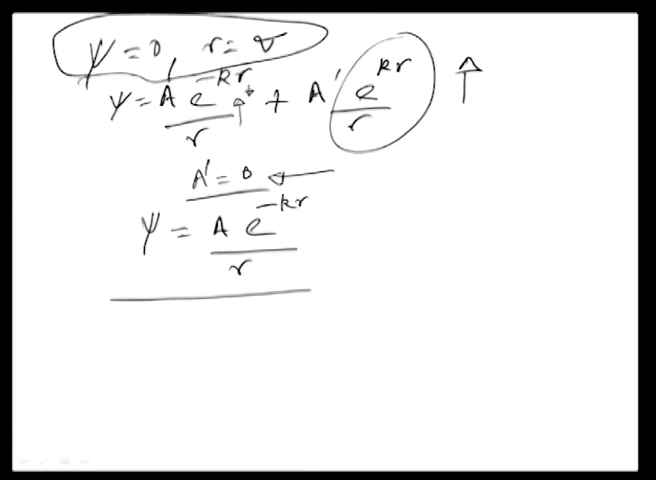 ψ = 0, r = ∞
ψ = A e^{-kr}/r + A' e^{kr}/r ↑
A' = 0 ←
ψ = A e^{-kr}/r